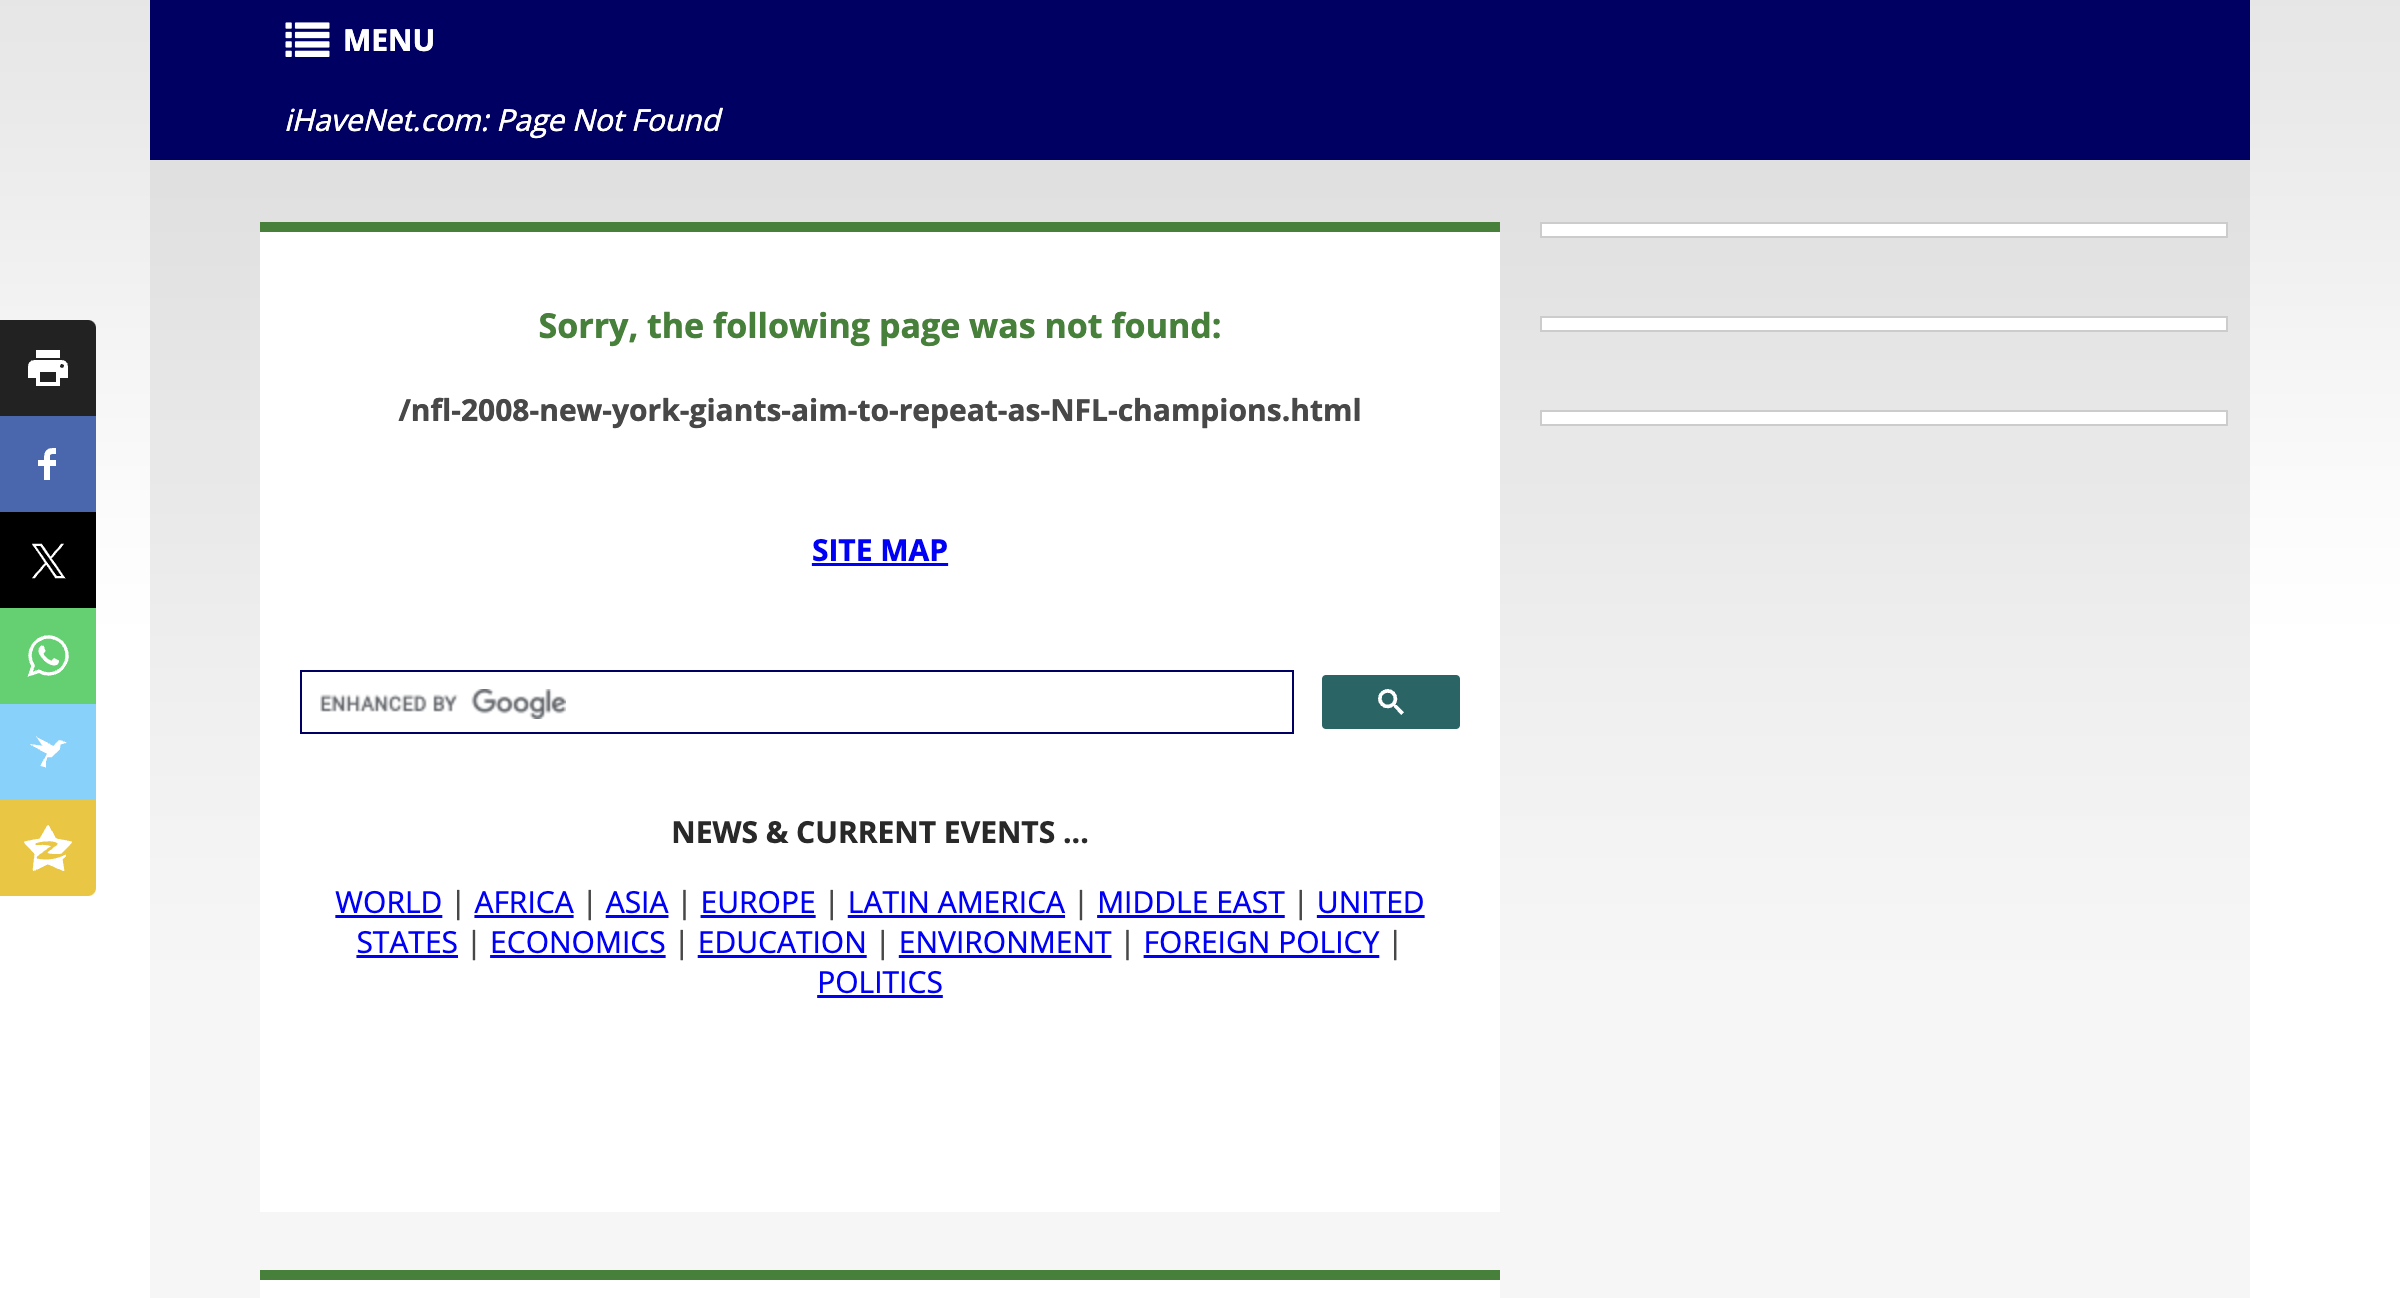 MENU
iHaveNet.com: Page Not Found
Sorry, the following page was not found:
/nfl-2008-new-york-giants-aim-to-repeat-as-NFL-champions.html
SITE MAP
ENHANCED BY Google
NEWS & CURRENT EVENTS ...
WORLD | AFRICA | ASIA | EUROPE | LATIN AMERICA | MIDDLE EAST | UNITED
STATES | ECONOMICS | EDUCATION | ENVIRONMENT | FOREIGN POLICY |
POLITICS